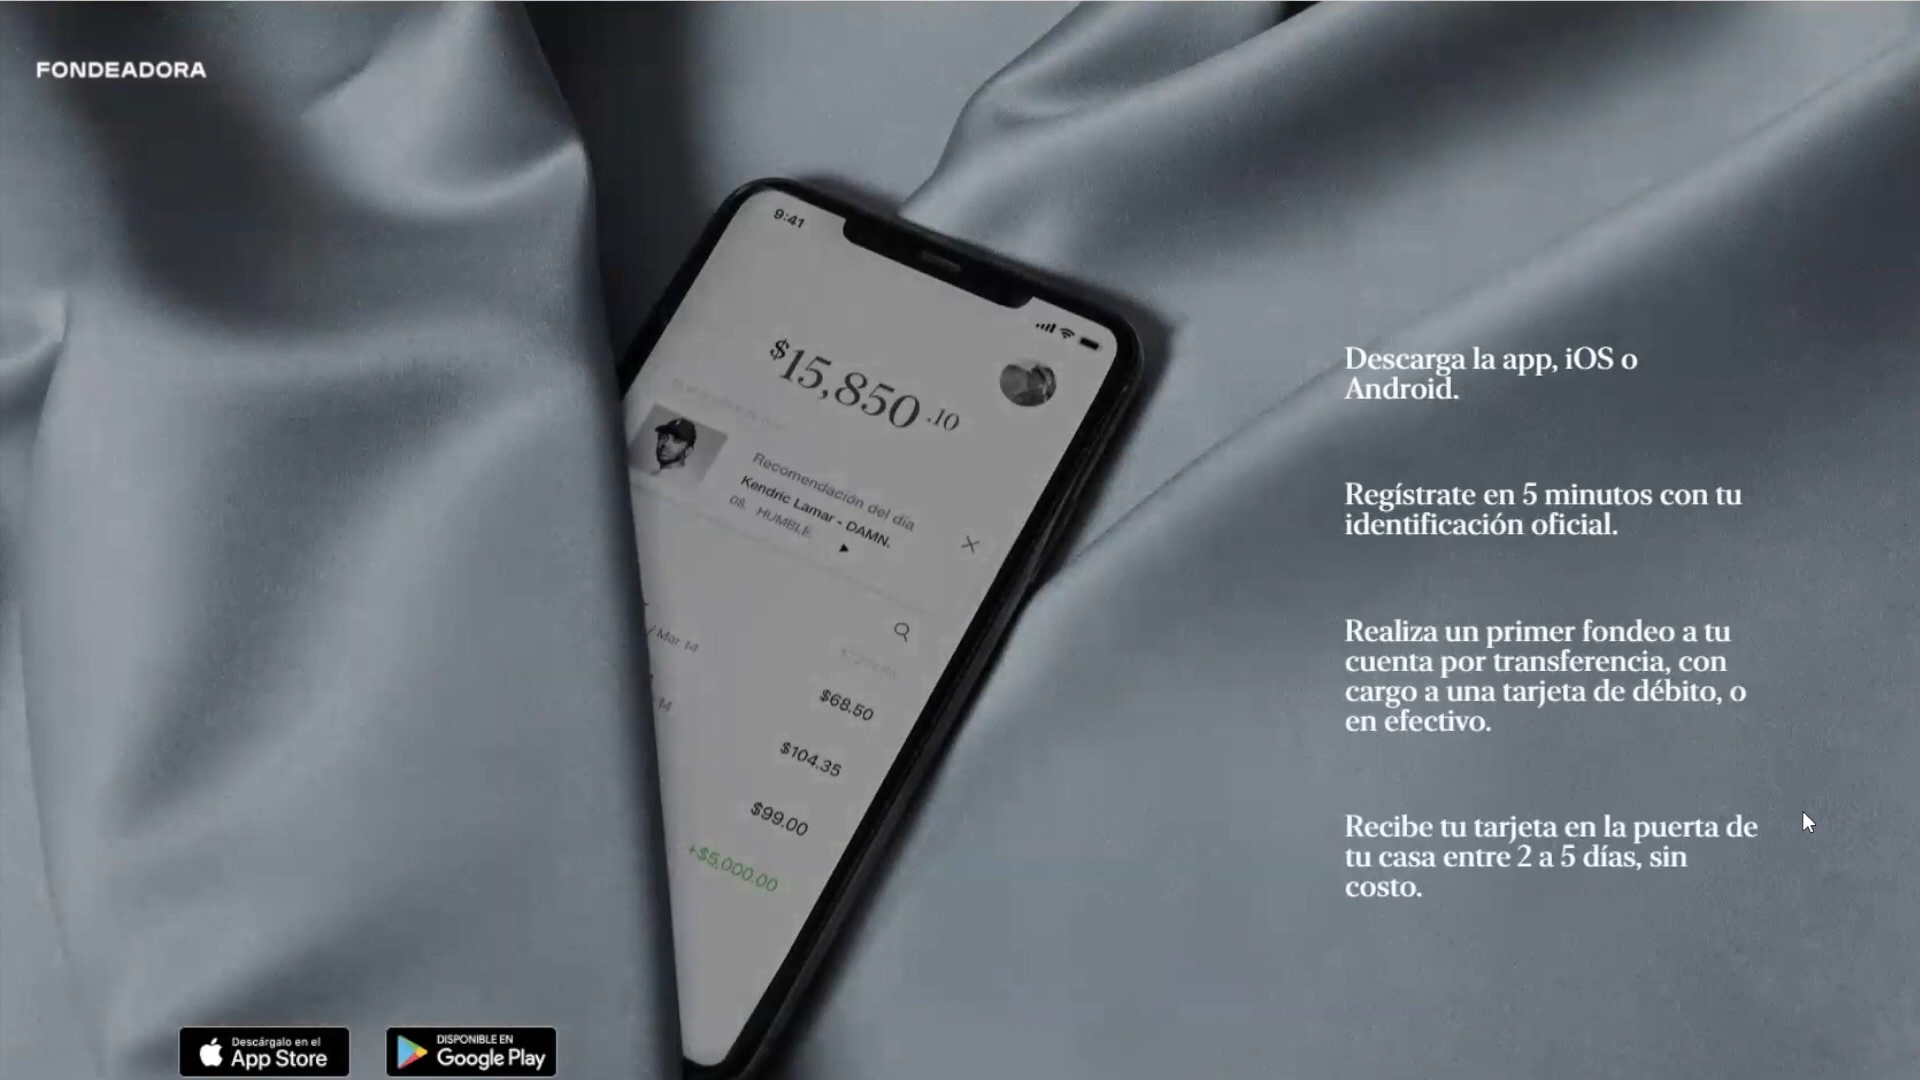 FONDEADORA
9:41
$15,850.10
Recomendación del día
Kendric Lamar - DAMN.
08. HUMBLE.
/ Mar 14
14
$68.50
$104.35
$99.00
+$5,000.00
Descarga la app, iOS o
Android.
Regístrate en 5 minutos con tu
identificación oficial.
Realiza un primer fondeo a tu
cuenta por transferencia, con
cargo a una tarjeta de débito, o
en efectivo.
Recibe tu tarjeta en la puerta de
tu casa entre 2 a 5 días, sin
costo.
Descárgalo en el
App Store
DISPONIBLE EN
Google Play